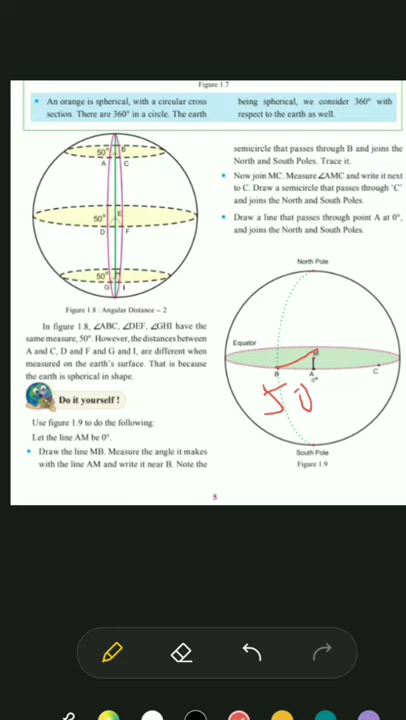 Figure 1.7
• An orange is spherical, with a circular cross
section. There are 360° in a circle. The earth
being spherical, we consider 360° with
respect to the earth as well.
50°
B
A
C
50°
E
D
F
50°
H
G
I
Figure 1.8 : Angular Distance – 2
In figure 1.8, ∠ABC, ∠DEF, ∠GHI have the
same measure, 50°. However, the distances between
A and C, D and F and G and I, are different when
measured on the earth's surface. That is because
the earth is spherical in shape.
Do it yourself !
Use figure 1.9 to do the following:
Let the line AM be 0°.
• Draw the line MB. Measure the angle it makes
with the line AM and write it near B. Note the
semicircle that passes through B and joins the
North and South Poles. Trace it.
• Now join MC. Measure ∠AMC and write it next
to C. Draw a semicircle that passes through ‘C’
and joins the North and South Poles.
• Draw a line that passes through point A at 0°,
and joins the North and South Poles.
North Pole
Equator
B
A
0°
C
50
South Pole
Figure 1.9
5